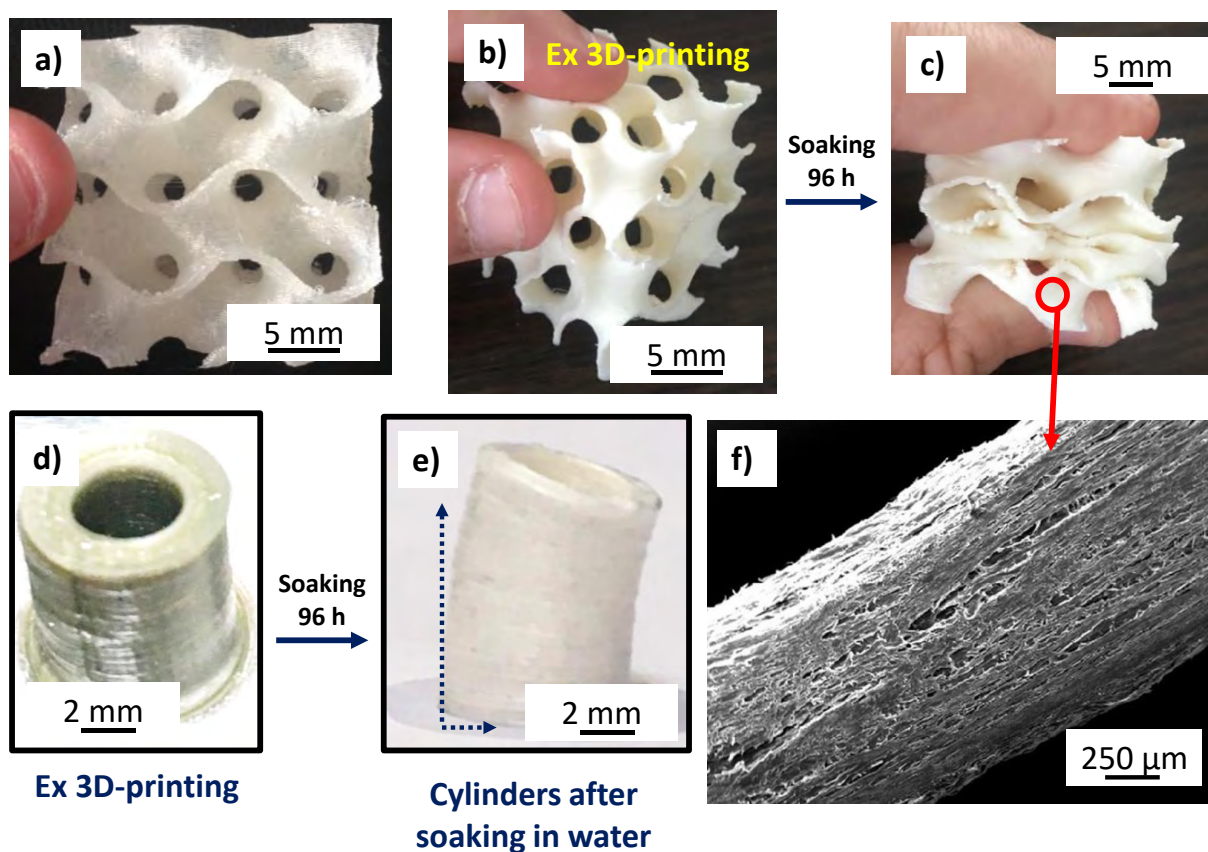 a)
5 mm
b)
Ex 3D-printing
5 mm
Soaking
96 h
c)
5 mm
d)
2 mm
Ex 3D-printing
Soaking
96 h
e)
2 mm
Cylinders after
soaking in water
f)
250 µm